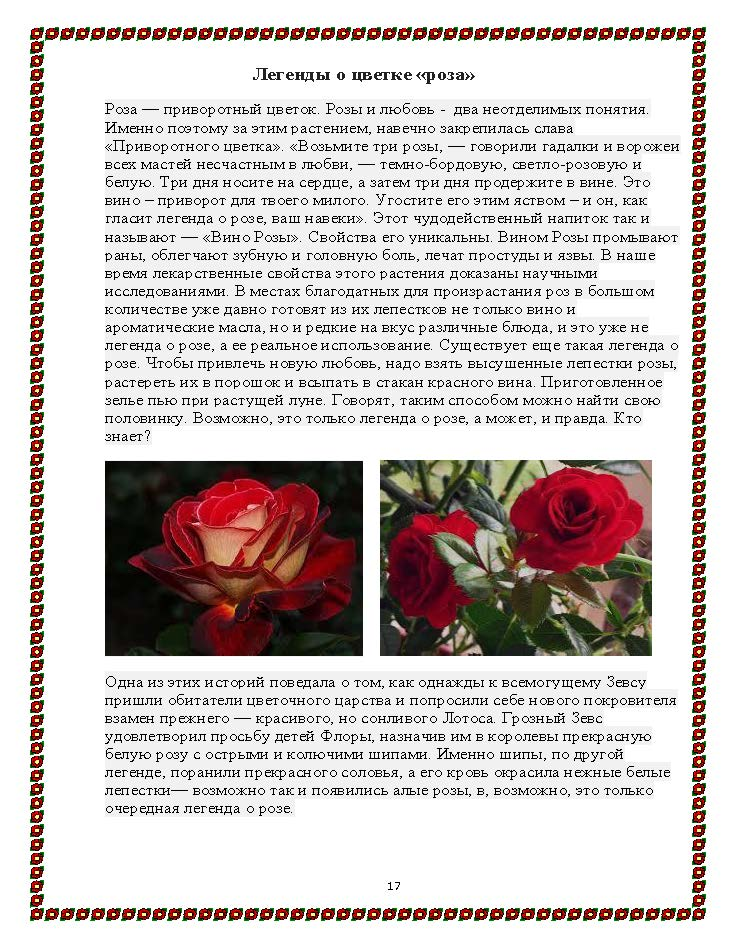 Легенды о цветке «роза»
Роза — приворотный цветок. Розы и любовь - два неотделимых понятия.
Именно поэтому за этим растением, навечно закрепилась слава
«Приворотного цветка». «Возьмите три розы, — говорили гадалки и ворожеи
всех мастей несчастным в любви, — темно-бордовую, светло-розовую и
белую. Три дня носите на сердце, а затем три дня продержите в вине. Это
вино – приворот для твоего милого. Угостите его этим яством – и он, как
гласит легенда о розе, ваш навеки». Этот чудодейственный напиток так и
называют — «Вино Розы». Свойства его уникальны. Вином Розы промывают
раны, облегчают зубную и головную боль, лечат простуды и язвы. В наше
время лекарственные свойства этого растения доказаны научными
исследованиями. В местах благодатных для произрастания роз в большом
количестве уже давно готовят из их лепестков не только вино и
ароматические масла, но и редкие на вкус различные блюда, и это уже не
легенда о розе, а ее реальное использование. Существует еще такая легенда о
розе. Чтобы привлечь новую любовь, надо взять высушенные лепестки розы,
растереть их в порошок и всыпать в стакан красного вина. Приготовленное
зелье пью при растущей луне. Говорят, таким способом можно найти свою
половинку. Возможно, это только легенда о розе, а может, и правда. Кто
знает?
Одна из этих историй поведала о том, как однажды к всемогущему Зевсу
пришли обитатели цветочного царства и попросили себе нового покровителя
взамен прежнего — красивого, но сонливого Лотоса. Грозный Зевс
удовлетворил просьбу детей Флоры, назначив им в королевы прекрасную
белую розу с острыми и колючими шипами. Именно шипы, по другой
легенде, поранили прекрасного соловья, а его кровь окрасила нежные белые
лепестки— возможно так и появились алые розы, в, возможно, это только
очередная легенда о розе.
17